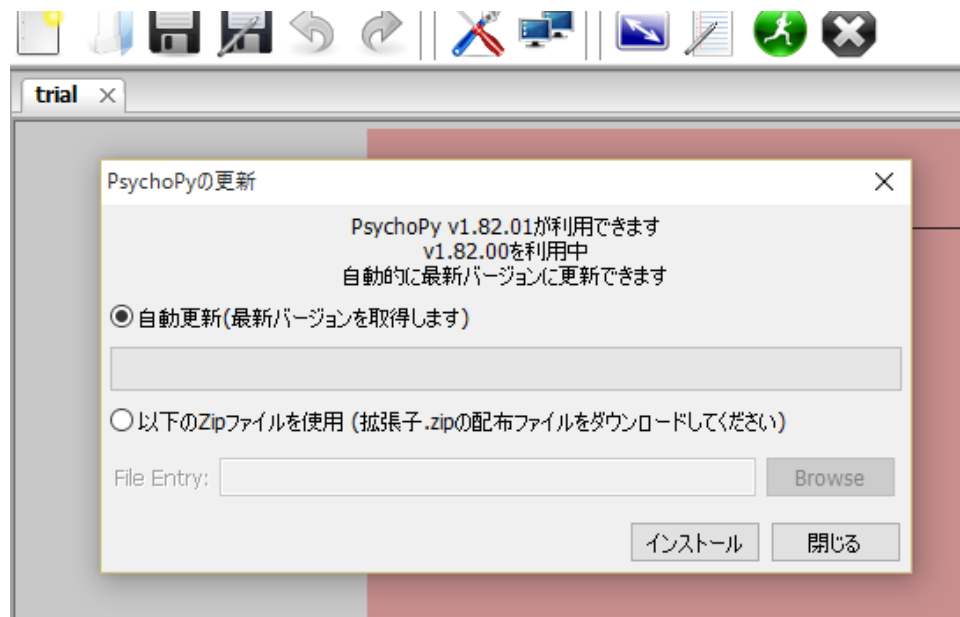 trial
PsychoPyの更新
PsychoPy v1.82.01が利用できます
v1.82.00を利用中
自動的に最新バージョンに更新できます
自動更新(最新バージョンを取得します)
以下のZipファイルを使用 (拡張子.zipの配布ファイルをダウンロードしてください)
File Entry:
Browse
インストール
閉じる